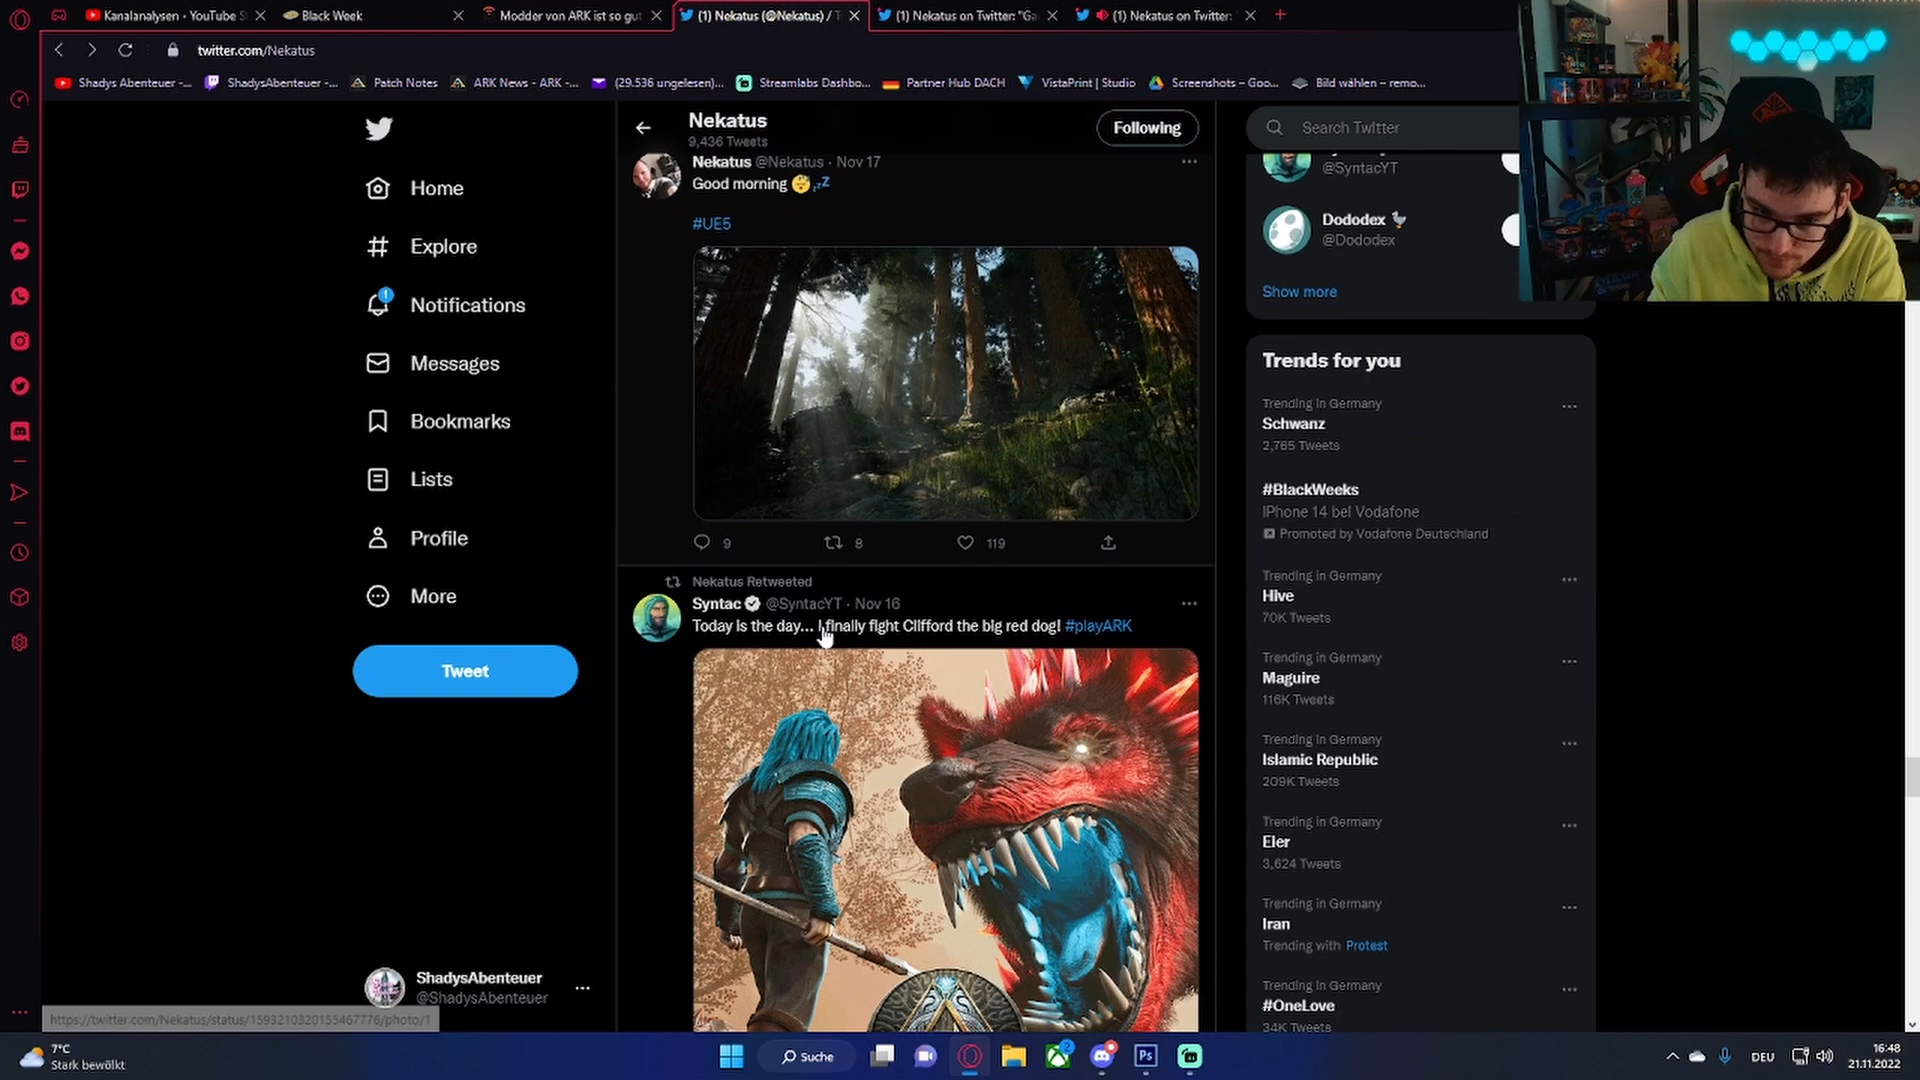 Kanalanalysen - YouTube S
Black Week
Modder von ARK ist so gut
(1) Nekatus (@Nekatus) / T
(1) Nekatus on Twitter: "Ga
(1) Nekatus on Twitter:
twitter.com/Nekatus
Shadys Abenteuer -...
ShadysAbenteuer -...
Patch Notes
ARK News - ARK -...
(29.536 ungelesen)...
Streamlabs Dashbo...
Partner Hub DACH
VistaPrint | Studio
Screenshots – Goo...
Bild wählen – remo...
Home
Explore
1
Notifications
Messages
Bookmarks
Lists
Profile
More
Tweet
ShadysAbenteuer
@ShadysAbenteuer
https://twitter.com/Nekatus/status/1593210320155467776/photo/1
Nekatus
9,436 Tweets
Following
Nekatus @Nekatus · Nov 17
Good morning 😴💤
#UE5
9
8
119
Nekatus Retweeted
Syntac @SyntacYT · Nov 16
Today is the day... I finally fight Clifford the big red dog! #playARK
Search Twitter
@SyntacYT
Dododex 🦤
@Dododex
Show more
Trends for you
Trending in Germany
Schwanz
2,765 Tweets
#BlackWeeks
IPhone 14 bei Vodafone
Promoted by Vodafone Deutschland
Trending in Germany
Hive
70K Tweets
Trending in Germany
Maguire
116K Tweets
Trending in Germany
Islamic Republic
209K Tweets
Trending in Germany
Eier
3,624 Tweets
Trending in Germany
Iran
Trending with Protest
Trending in Germany
#OneLove
34K Tweets
7°C
Stark bewölkt
Suche
2
Ps
DEU
16:48
21.11.2022